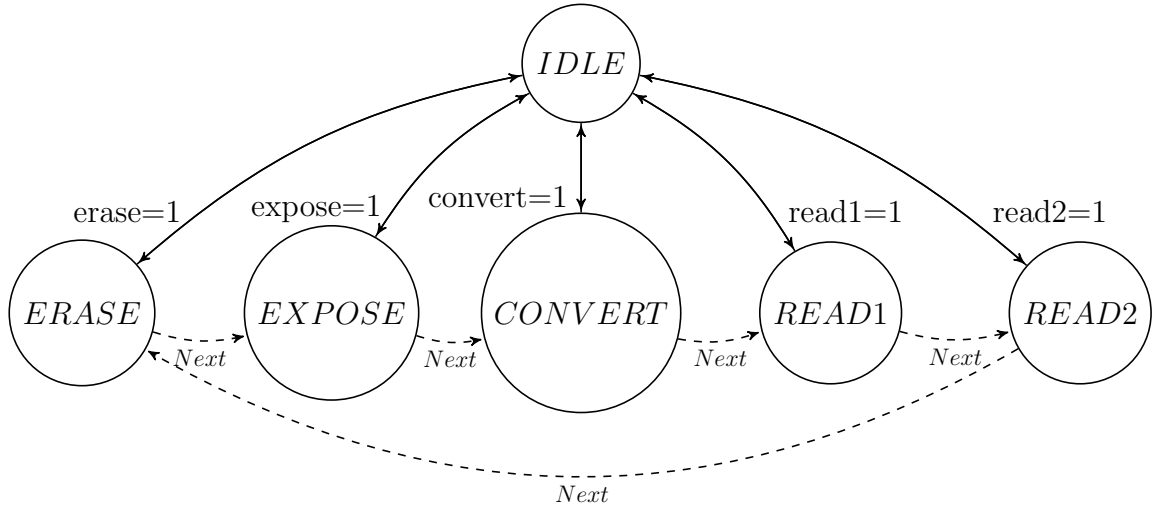 IDLE
erase=1
expose=1
convert=1
read1=1
read2=1
ERASE
EXPOSE
CONVERT
READ1
READ2
Next
Next
Next
Next
Next